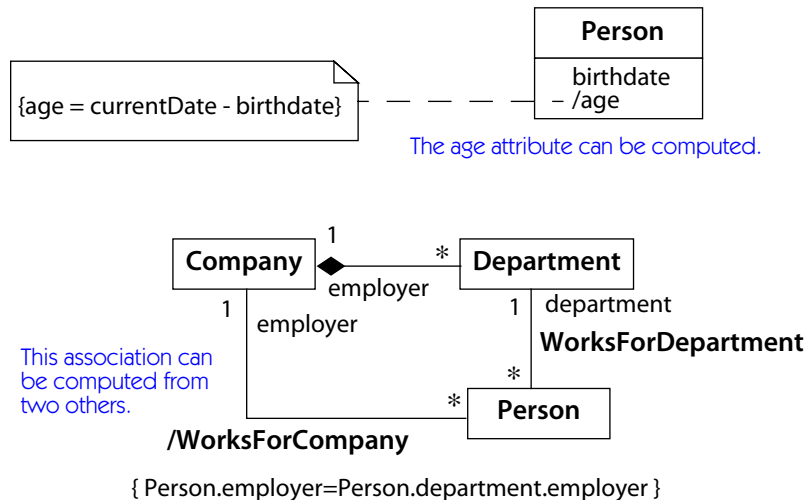 Person
birthdate
/age
{age = currentDate - birthdate}
The age attribute can be computed.
1
*
Company
Department
employer
1
employer
1
department
WorksForDepartment
This association can
be computed from
two others.
*
*
Person
/WorksForCompany
{ Person.employer=Person.department.employer }